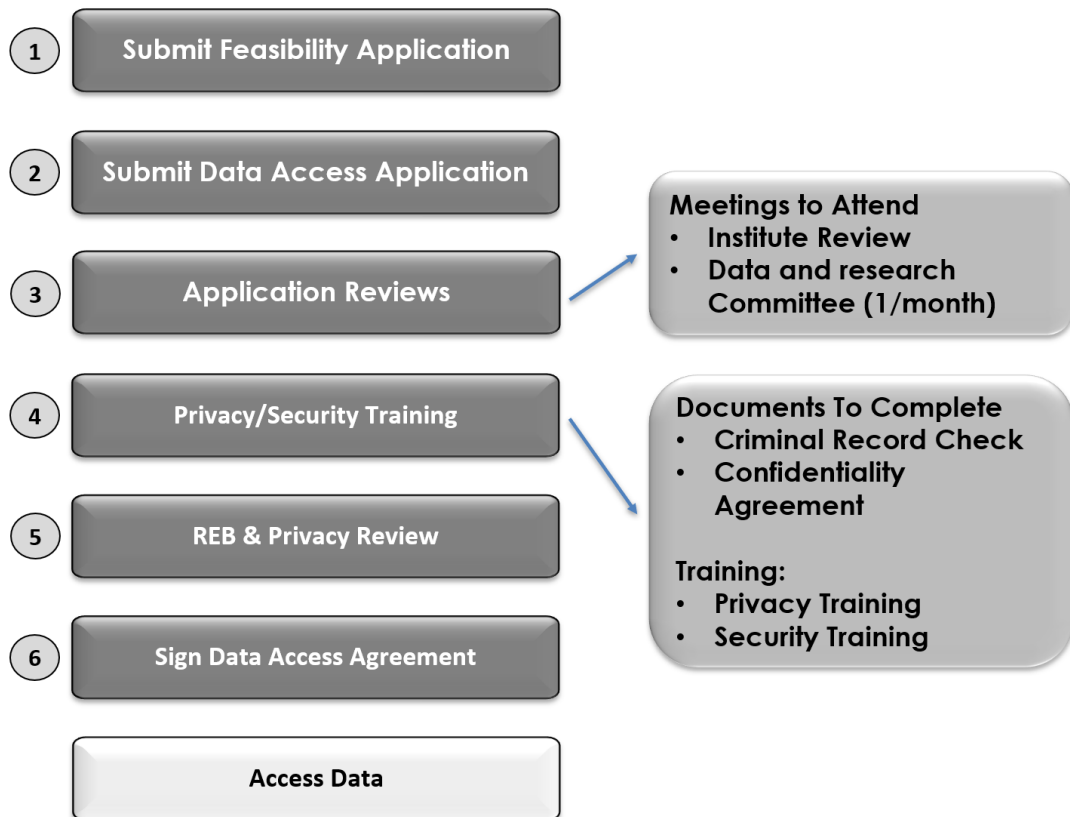 1
Submit Feasibility Application
2
Submit Data Access Application
3
Application Reviews
Meetings to Attend
• Institute Review
• Data and research
Committee (1/month)
4
Privacy/Security Training
Documents To Complete
• Criminal Record Check
• Confidentiality
Agreement
Training:
• Privacy Training
• Security Training
5
REB & Privacy Review
6
Sign Data Access Agreement
Access Data